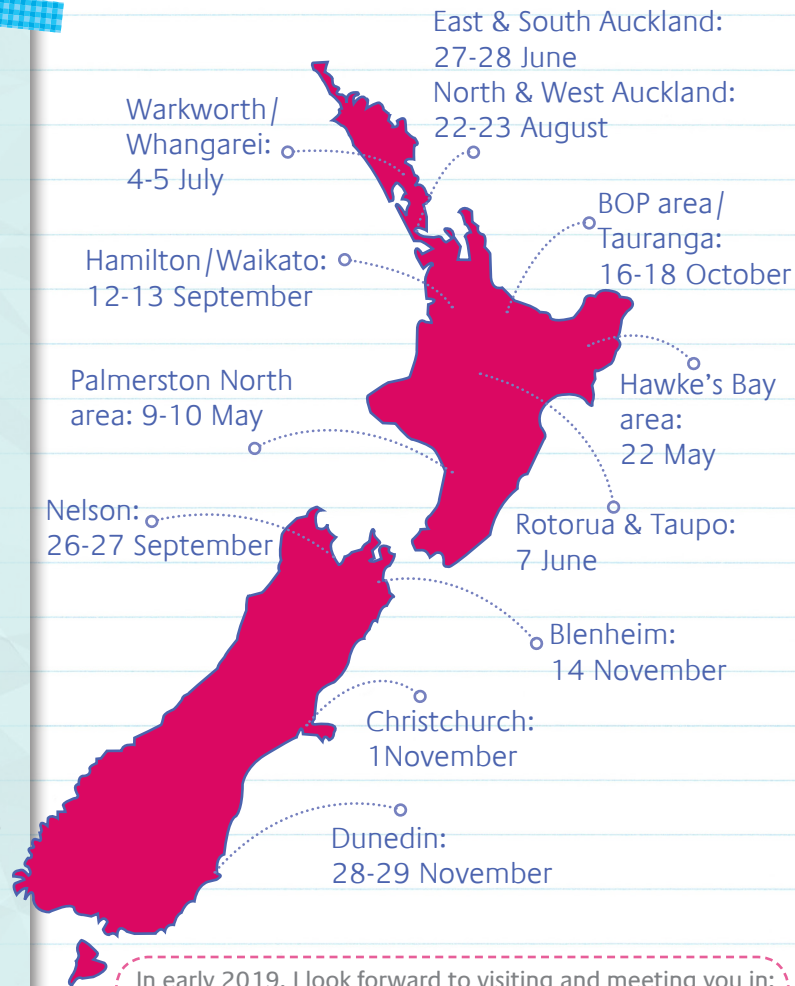 East & South Auckland:
27-28 June
North & West Auckland:
22-23 August
Warkworth/
Whangarei:
4-5 July
BOP area/
Tauranga:
16-18 October
Hamilton/Waikato:
12-13 September
Palmerston North
area: 9-10 May
Hawke's Bay
area:
22 May
Nelson:
26-27 September
Rotorua & Taupo:
7 June
Blenheim:
14 November
Christchurch:
1November
Dunedin:
28-29 November
In early 2019, I look forward to visiting and meeting you in: